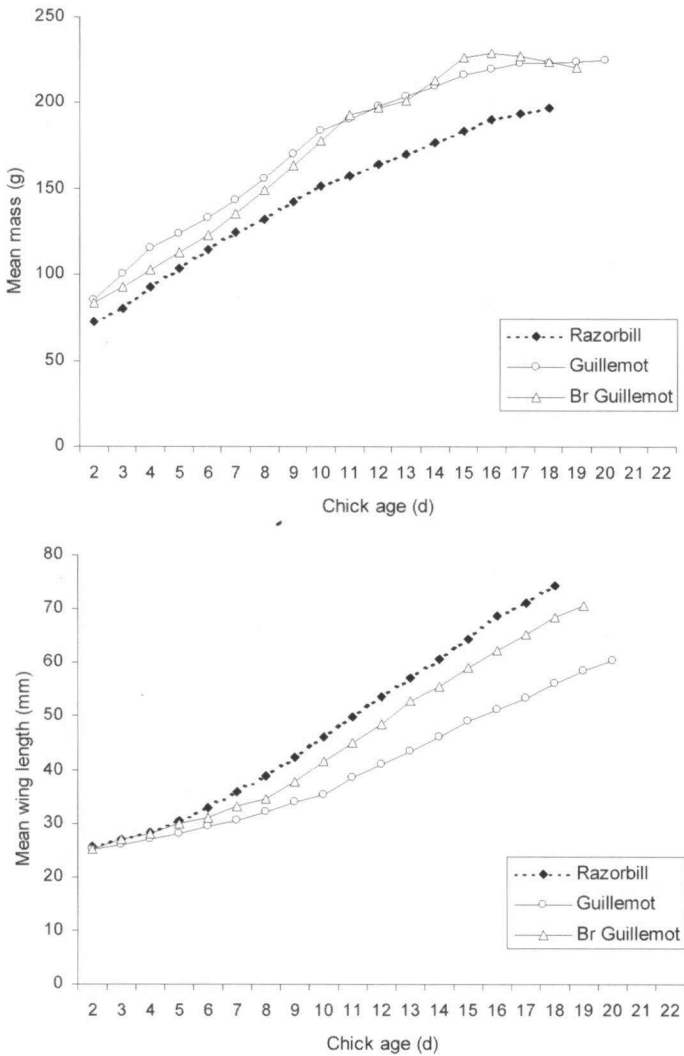 250
200
150
100
50
0
Mean mass (g)
Razorbill
Guillemot
Br Guillemot
2 3 4 5 6 7 8 9 10 11 12 13 14 15 16 17 18 19 20 21 22
Chick age (d)
80
70
60
50
40
30
20
10
0
Mean wing length (mm)
Razorbill
Guillemot
Br Guillemot
2 3 4 5 6 7 8 9 10 11 12 13 14 15 16 17 18 19 20 21 22
Chick age (d)